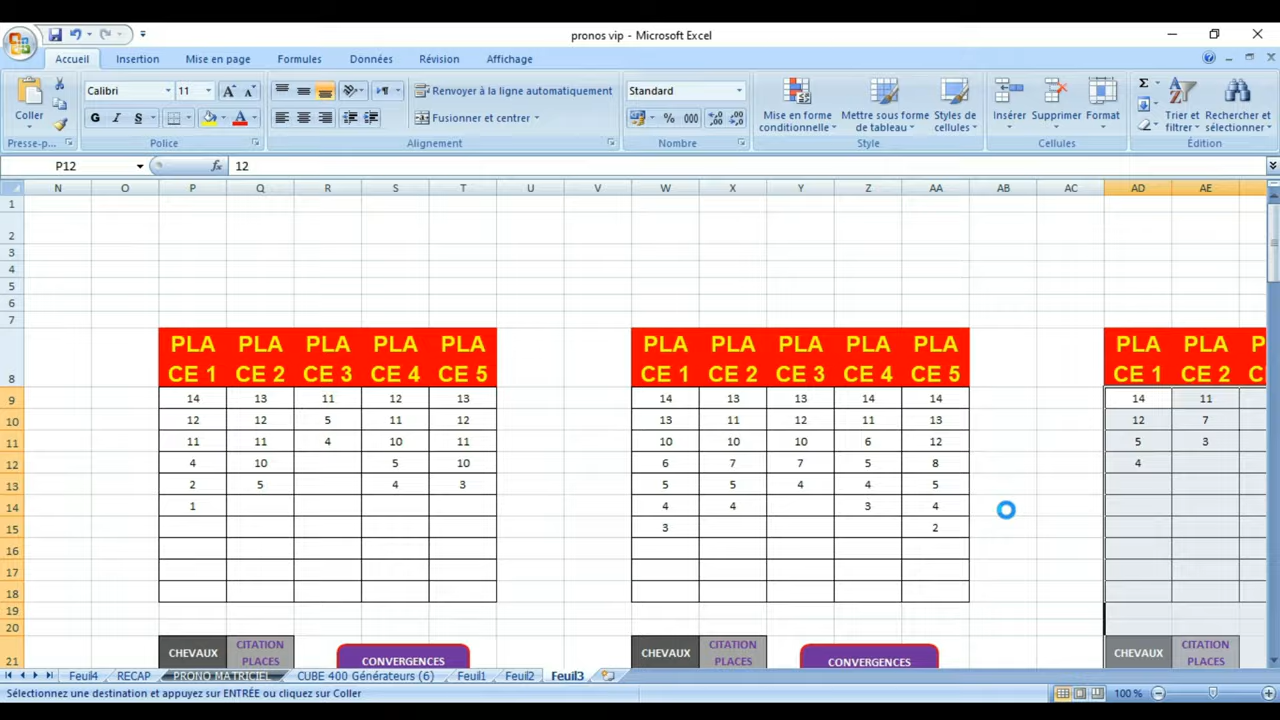 pronos vip - Microsoft Excel
Accueil Insertion Mise en page Formules Données Révision Affichage
Calibri 11 Renvoyer à la ligne automatiquement Standard Σ
Coller G I S A Fusionner et centrer % 000 Mise en forme conditionnelle Mettre sous forme de tableau Styles de cellules Insérer Supprimer Format Trier et filtrer Rechercher et sélectionner
Presse-p... Police Alignement Nombre Style Cellules Édition
P12 fx 12
N O P Q R S T U V W X Y Z AA AB AC AD AE
1
2
3
4
5
6
7
PLA PLA PLA PLA PLA PLA PLA PLA PLA PLA PLA PLA P
8 CE 1 CE 2 CE 3 CE 4 CE 5 CE 1 CE 2 CE 3 CE 4 CE 5 CE 1 CE 2 C
9 14 13 11 12 13 14 13 13 14 14 14 11
10 12 12 5 11 12 13 11 12 11 13 12 7
11 11 11 4 10 11 10 10 10 6 12 5 3
12 4 10 5 10 6 7 7 5 8 4
13 2 5 4 3 5 5 4 4 5
14 1 4 4 3 4
15 3 2
16
17
18
19
20
21 CHEVAUX CITATION PLACES CONVERGENCES CHEVAUX CITATION PLACES CONVERGENCES CHEVAUX CITATION PLACES
Feuil4 RECAP PRONO MATRICIEL CUBE 400 Générateurs (6) Feuil1 Feuil2 Feuil3
Sélectionnez une destination et appuyez sur ENTRÉE ou cliquez sur Coller 100 %